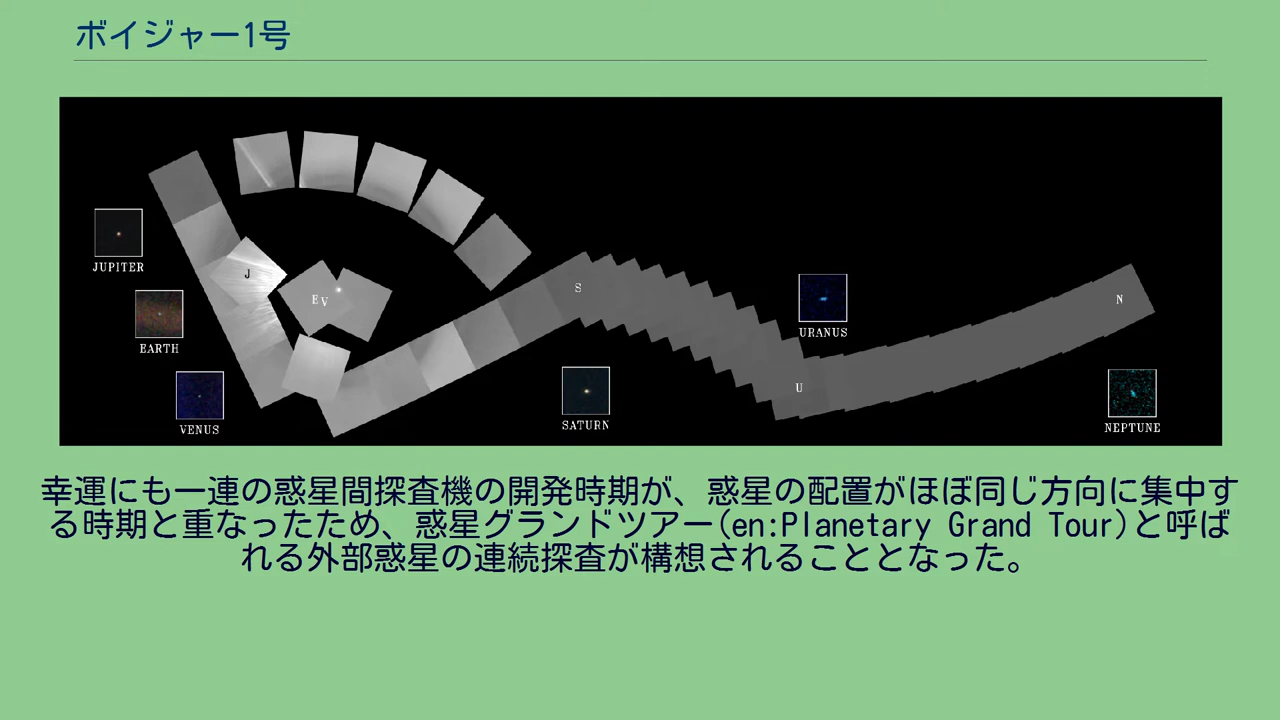 ボイジャー1号
JUPITER
EARTH
VENUS
J
E V
S
SATURN
URANUS
U
N
NEPTUNE
幸運にも一連の惑星間探査機の開発時期が、惑星の配置がほぼ同じ方向に集中す
る時期と重なったため、惑星グランドツアー(en:Planetary Grand Tour)と呼ば
れる外部惑星の連続探査が構想されることとなった。